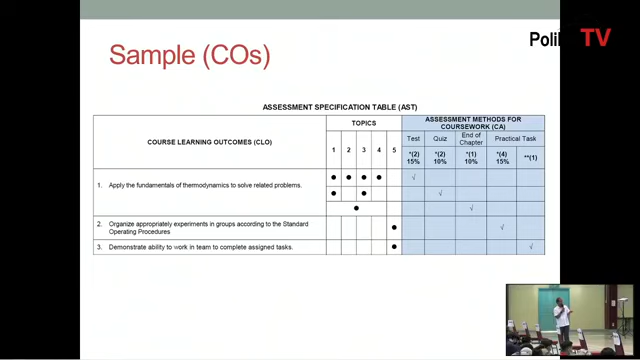 Sample (COs)
Polit TV
ASSESSMENT SPECIFICATION TABLE (AST)
COURSE LEARNING OUTCOMES (CLO)
TOPICS
ASSESSMENT METHODS FOR COURSEWORK (CA)
1 2 3 4 5
Test Quiz End of Chapter Practical Task
*(2) 15% *(2) 10% *(1) 10% *(4) 15% **(1)
1. Apply the fundamentals of thermodynamics to solve related problems.
2. Organize appropriately experiments in groups according to the Standard
Operating Procedures
3. Demonstrate ability to work in team to complete assigned tasks.